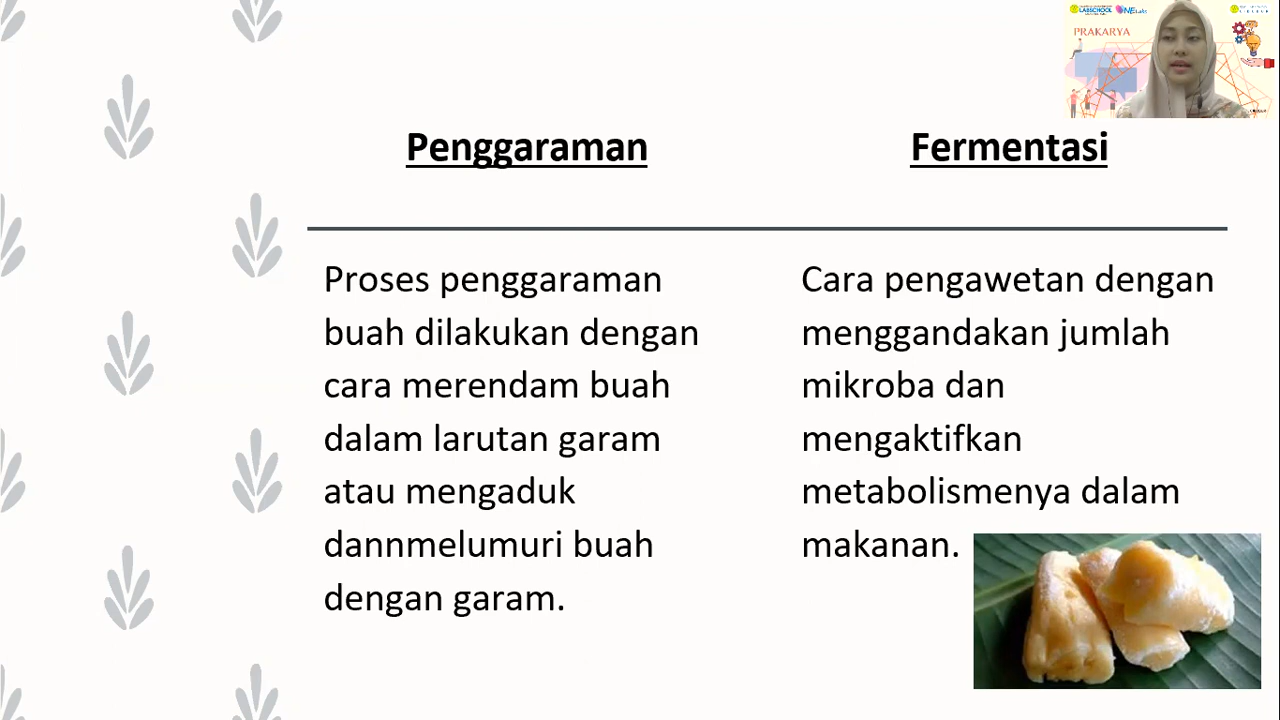 LABSCHOOL
PRAKARYA
Penggaraman
Fermentasi
Proses penggaraman
buah dilakukan dengan
cara merendam buah
dalam larutan garam
atau mengaduk
dannmelumuri buah
dengan garam.
Cara pengawetan dengan
menggandakan jumlah
mikroba dan
mengaktifkan
metabolismenya dalam
makanan.